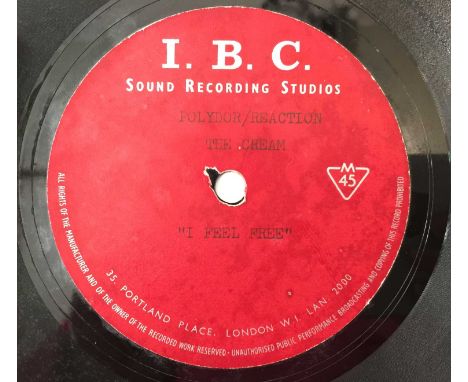 I. B. C.
SOUND RECORDING STUDIOS
POLYDOR/REACTION
THE CREAM
M
45
"I FEEL FREE"
35, PORTLAND PLACE, LONDON W.1. LAN. 2000
ALL RIGHTS OF THE MANUFACTURER AND OF THE OWNER OF THE RECORDED WORK RESERVED · UNAUTHORISED PUBLIC PERFORMANCE BROADCASTING AND COPYING OF THIS RECORD PROHIBITED